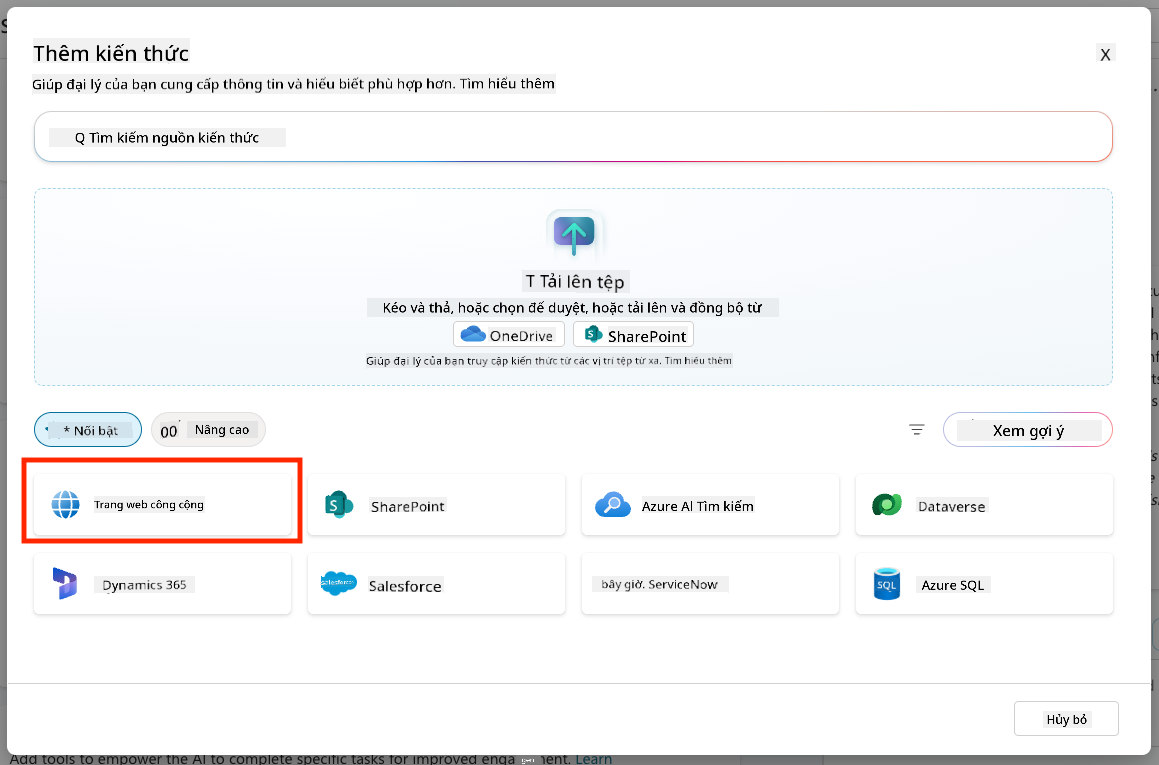 Thêm kiến thức
X
Giúp đại lý của bạn cung cấp thông tin và hiểu biết phù hợp hơn. Tìm hiểu thêm
Q Tìm kiếm nguồn kiến thức
T Tải lên tệp
Kéo và thả, hoặc chọn để duyệt, hoặc tải lên và đồng bộ từ
OneDrive
SharePoint
Giúp đại lý của bạn truy cập kiến thức từ các vị trí tệp từ xa. Tìm hiểu thêm
* Nổi bật
00 Nâng cao
Xem gợi ý
Trang web công cộng
SharePoint
Azure AI Tìm kiếm
Dataverse
Dynamics 365
salesforce Salesforce
bây giờ. ServiceNow
SQL Azure SQL
Hủy bỏ
Add tools to empower the AI to complete specific tasks for improved enga gen nent. Learn